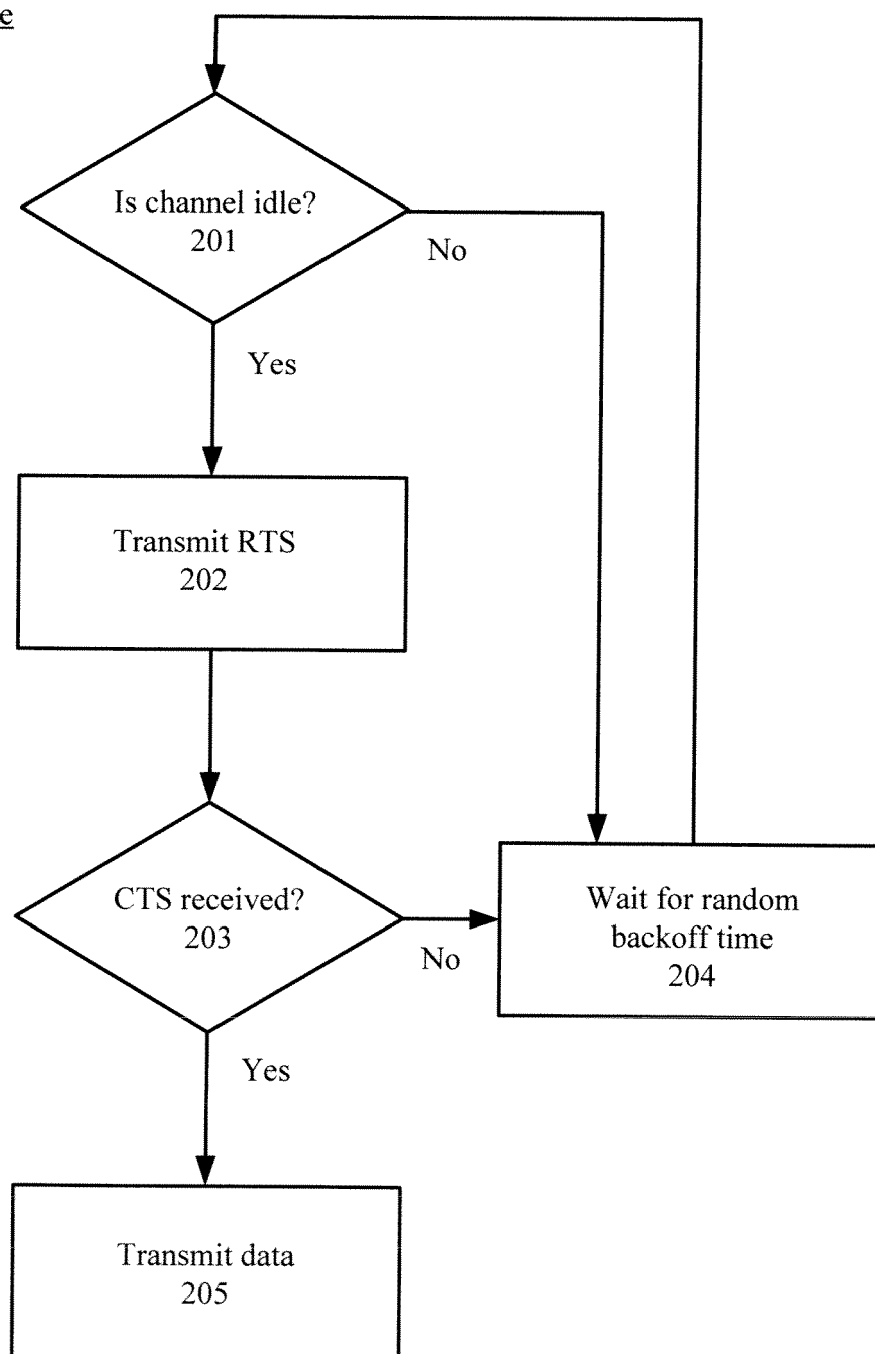 e
Is channel idle?
201
No
Yes
Transmit RTS
202
CTS received?
203
No
Wait for random
backoff time
204
Yes
Transmit data
205